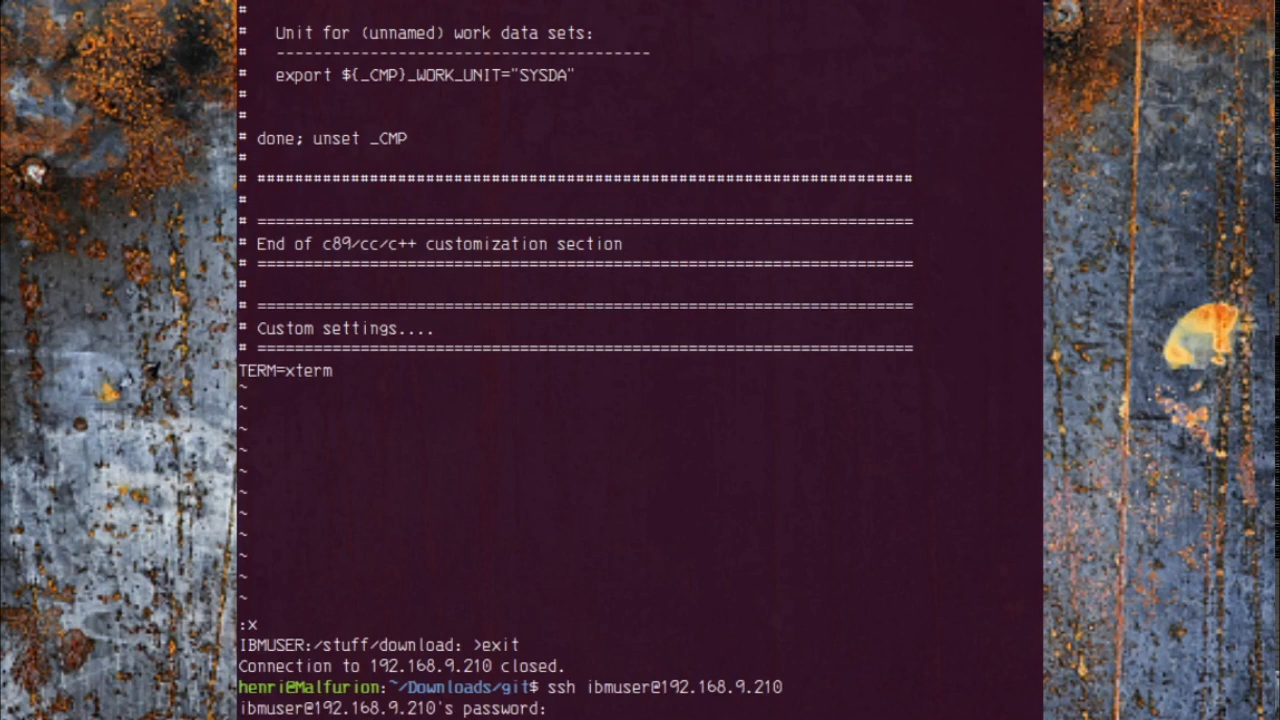 #
#   Unit for (unnamed) work data sets:
#   ----------------------------------------
#   export ${_CMP}_WORK_UNIT="SYSDA"
#
#
# done; unset _CMP
#
# ######################################################################
#
# ======================================================================
# End of c89/cc/c++ customization section
# ======================================================================
#
# ======================================================================
# Custom settings....
# ======================================================================
TERM=xterm
~
~
~
~
~
~
~
~
~
~
~
:x
IBMUSER:/stuff/download: >exit
Connection to 192.168.9.210 closed.
henri@Malfurion:~/Downloads/git$ ssh ibmuser@192.168.9.210
ibmuser@192.168.9.210's password: